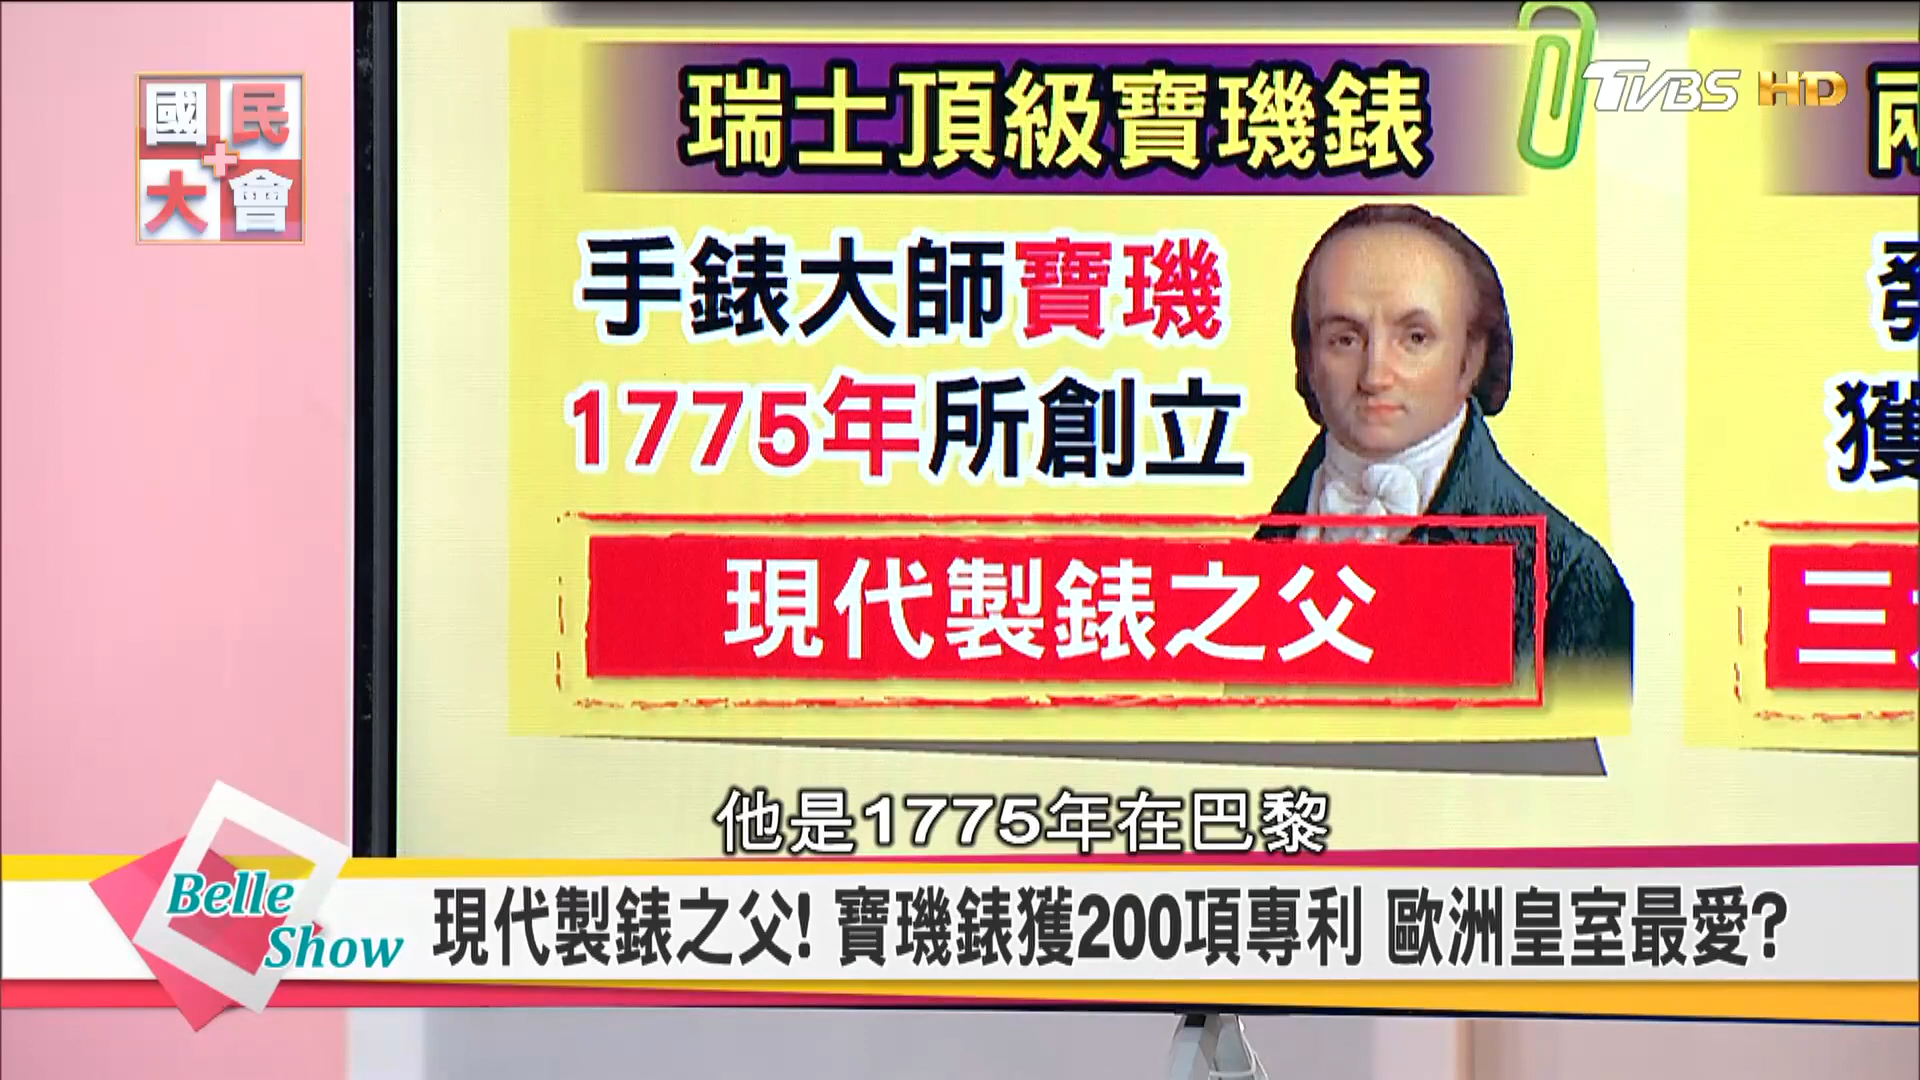 國民
大會
TVBS HD
瑞士頂級寶璣錶
手錶大師寶璣
1775年所創立
現代製錶之父
獲
三
他是1775年在巴黎
Belle
Show
現代製錶之父! 寶璣錶獲200項專利 歐洲皇室最愛?